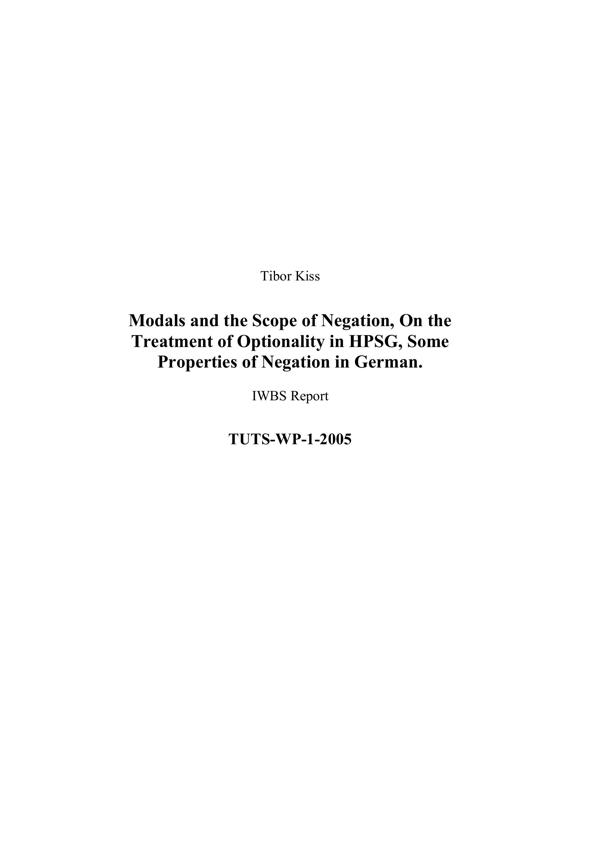 Tibor Kiss
Modals and the Scope of Negation, On the
Treatment of Optionality in HPSG, Some
Properties of Negation in German.
IWBS Report
TUTS-WP-1-2005